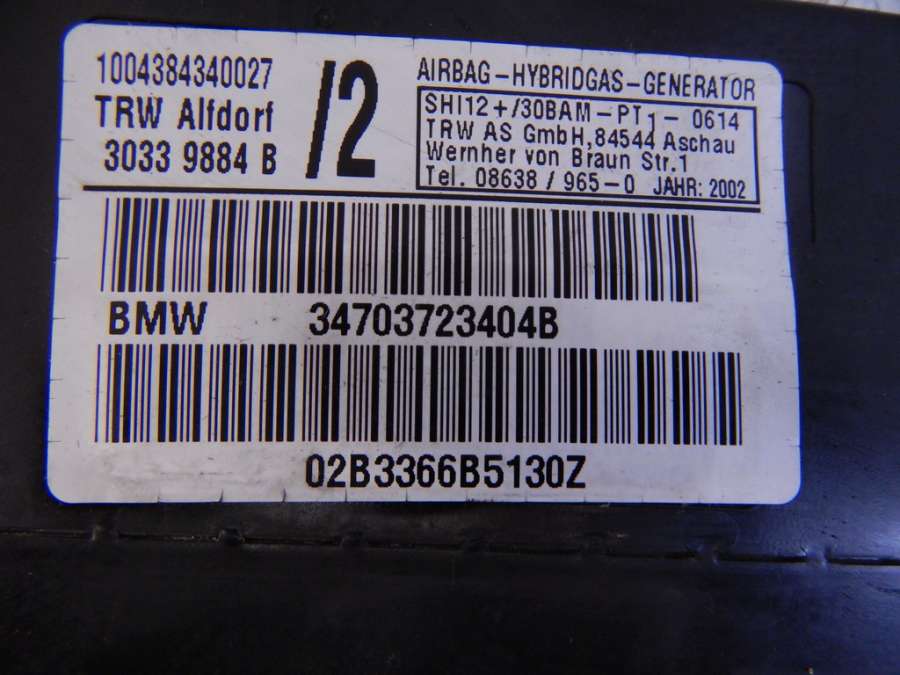 1004384340027
TRW Alfdorf
3033 9884 B
/2
AIRBAG-HYBRIDGAS-GENERATOR
SHI12+/30BAM-PT1-0614
TRW AS GmbH,84544 Aschau
Wernher von Braun Str.1
Tel. 08638 / 965-0 JAHR: 2002
BMW 34703723404B
02B3366B5130Z